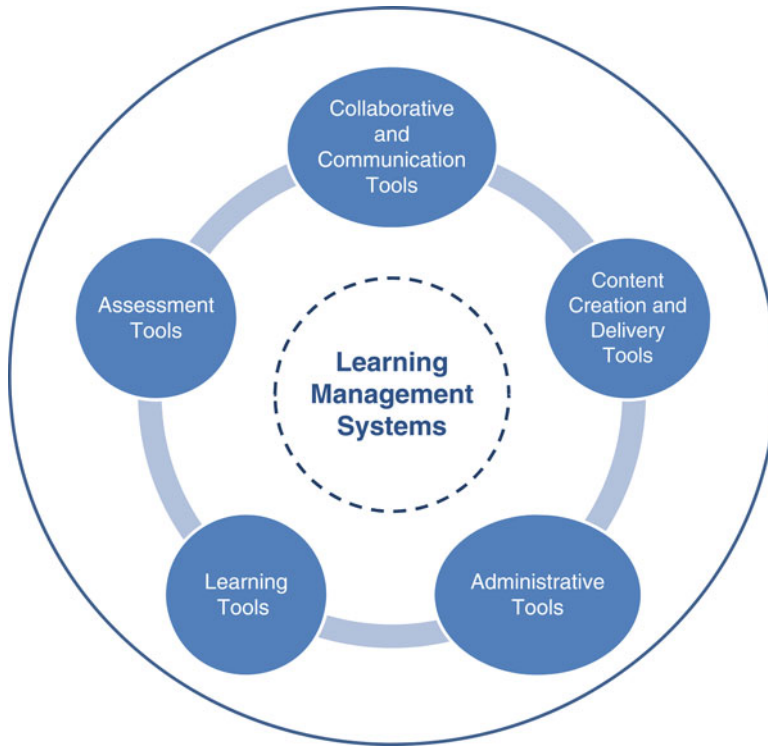 Collaborative
and
Communication
Tools
Content
Creation and
Delivery
Tools
Assessment
Tools
Learning
Management
Systems
Learning
Tools
Administrative
Tools